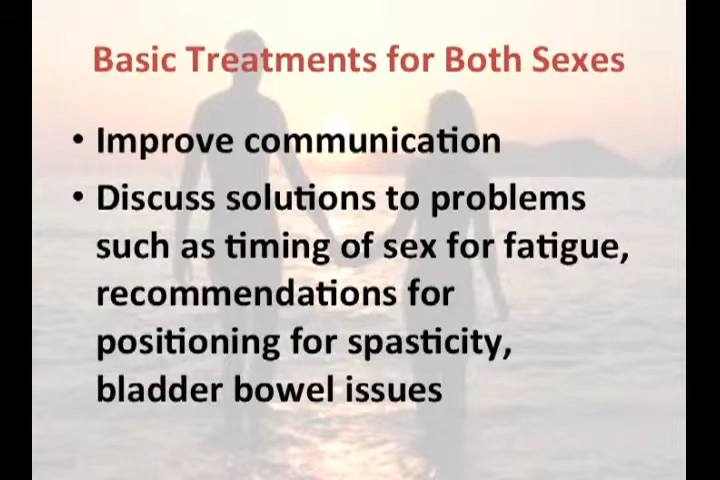 Basic Treatments for Both Sexes
• Improve communication
• Discuss solutions to problems
such as timing of sex for fatigue,
recommendations for
positioning for spasticity,
bladder bowel issues